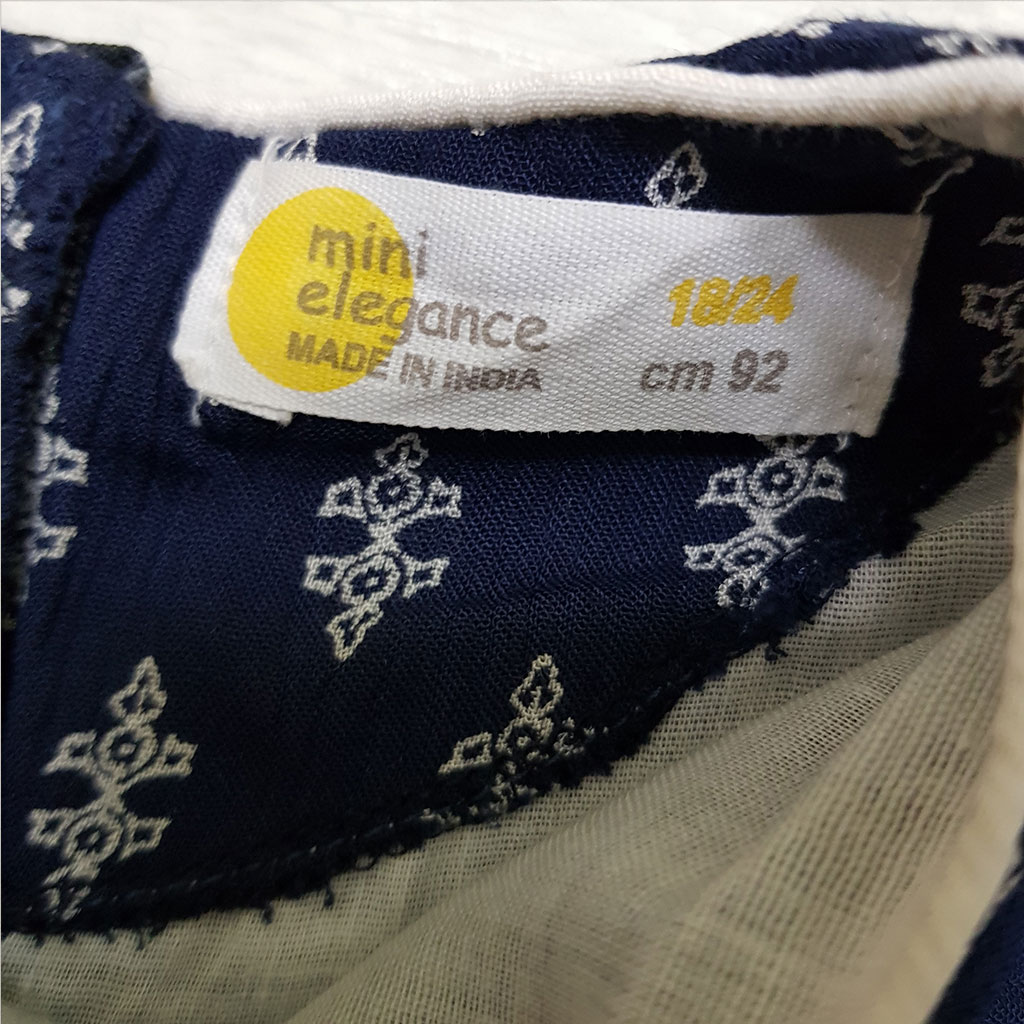 mini
elegance
MADE IN INDIA
18/24
cm 92